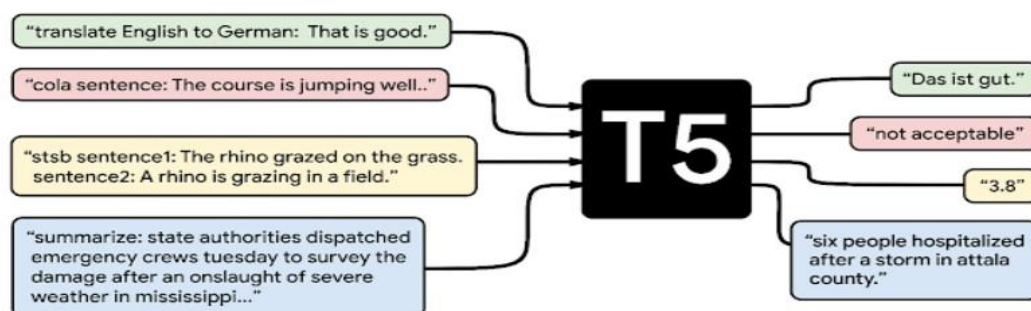 "translate English to German: That is good."
"cola sentence: The course is jumping well.."
"stsb sentence1: The rhino grazed on the grass.
sentence2: A rhino is grazing in a field."
"summarize: state authorities dispatched
emergency crews tuesday to survey the
damage after an onslaught of severe
weather in mississippi..."
T5
"Das ist gut."
"not acceptable"
"3.8"
"six people hospitalized
after a storm in attala
county."